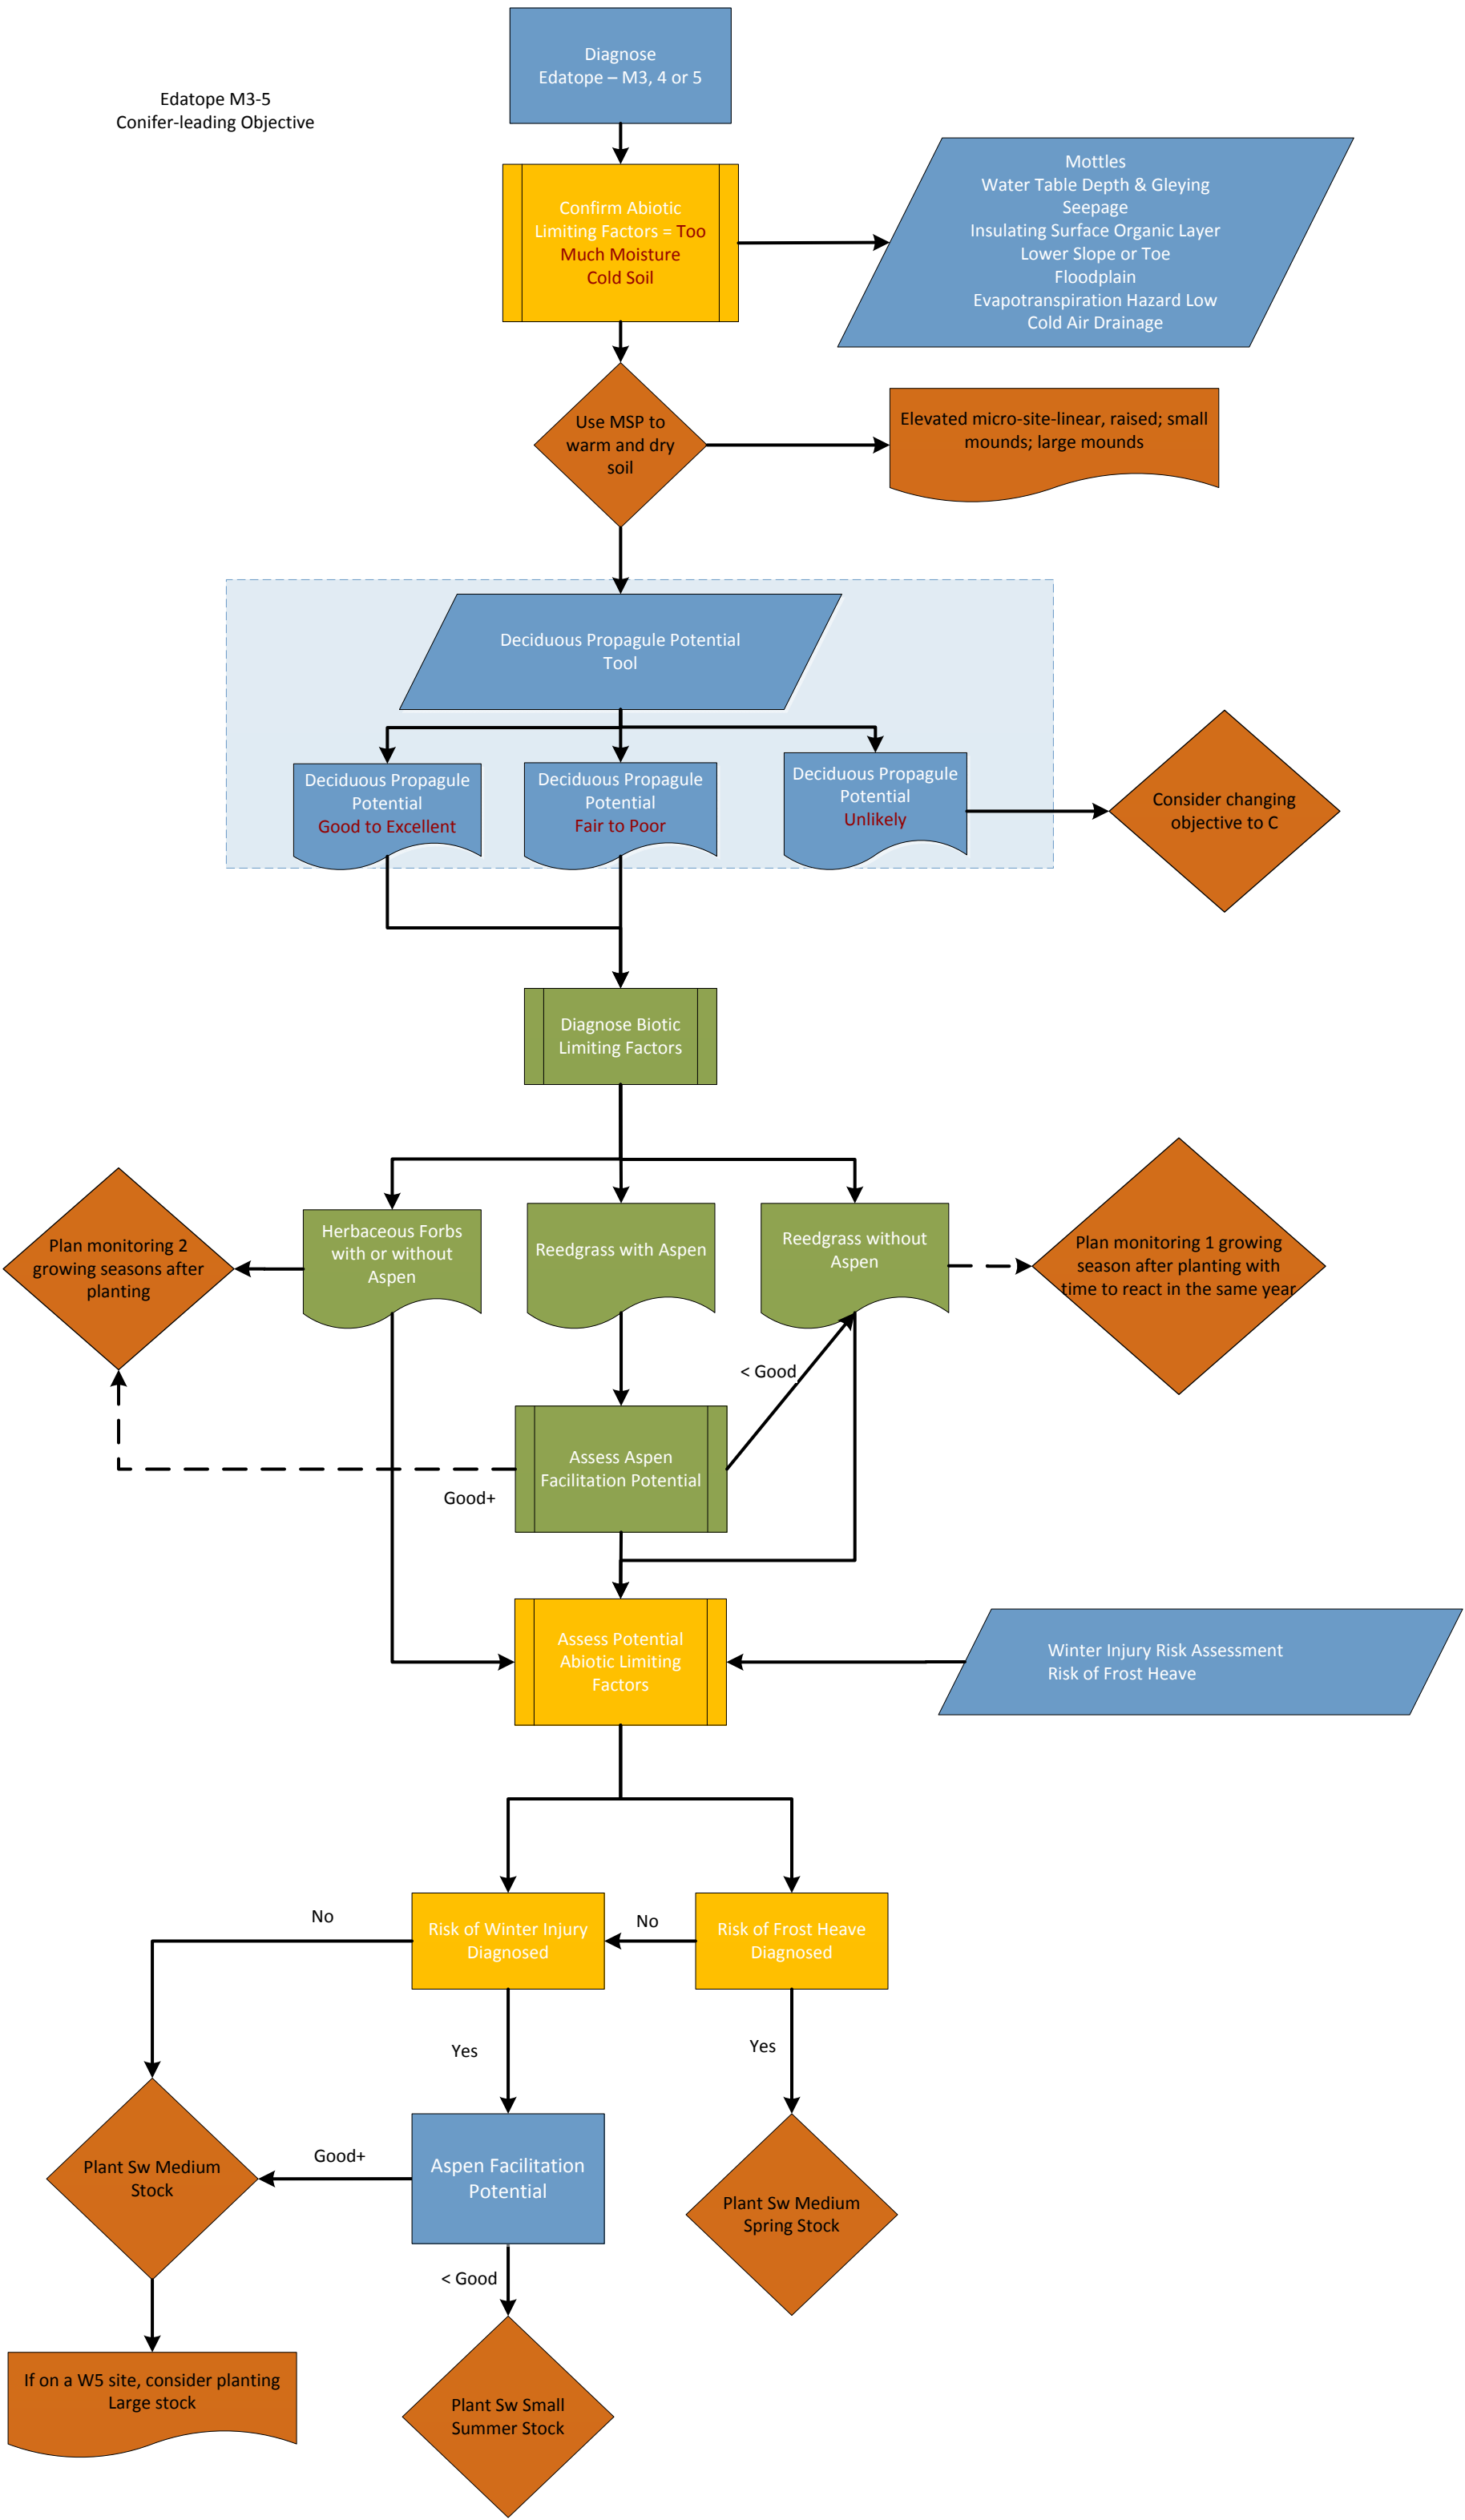 Diagnose
Edatope – M3, 4 or 5
Edatope M3-5
Conifer-leading Objective
Confirm Abiotic
Limiting Factors = Too
Much Moisture
Cold Soil
Mottles
Water Table Depth & Gleying
Seepage
Insulating Surface Organic Layer
Lower Slope or Toe
Floodplain
Evapotranspiration Hazard Low
Cold Air Drainage
Use MSP to
warm and dry
soil
Elevated micro-site-linear, raised; small
mounds; large mounds
Deciduous Propagule Potential
Tool
Deciduous Propagule
Potential
Good to Excellent
Deciduous Propagule
Potential
Fair to Poor
Deciduous Propagule
Potential
Unlikely
Consider changing
objective to C
Diagnose Biotic
Limiting Factors
Plan monitoring 2
growing seasons after
planting
Herbaceous Forbs
with or without
Aspen
Reedgrass with Aspen
Reedgrass without
Aspen
Plan monitoring 1 growing
season after planting with
time to react in the same year
< Good
Assess Aspen
Facilitation Potential
Good+
Assess Potential
Abiotic Limiting
Factors
Winter Injury Risk Assessment
Risk of Frost Heave
No
Risk of Winter Injury
Diagnosed
No
Risk of Frost Heave
Diagnosed
Yes
Yes
Plant Sw Medium
Stock
Good+
Aspen Facilitation
Potential
Plant Sw Medium
Spring Stock
< Good
If on a W5 site, consider planting
Large stock
Plant Sw Small
Summer Stock